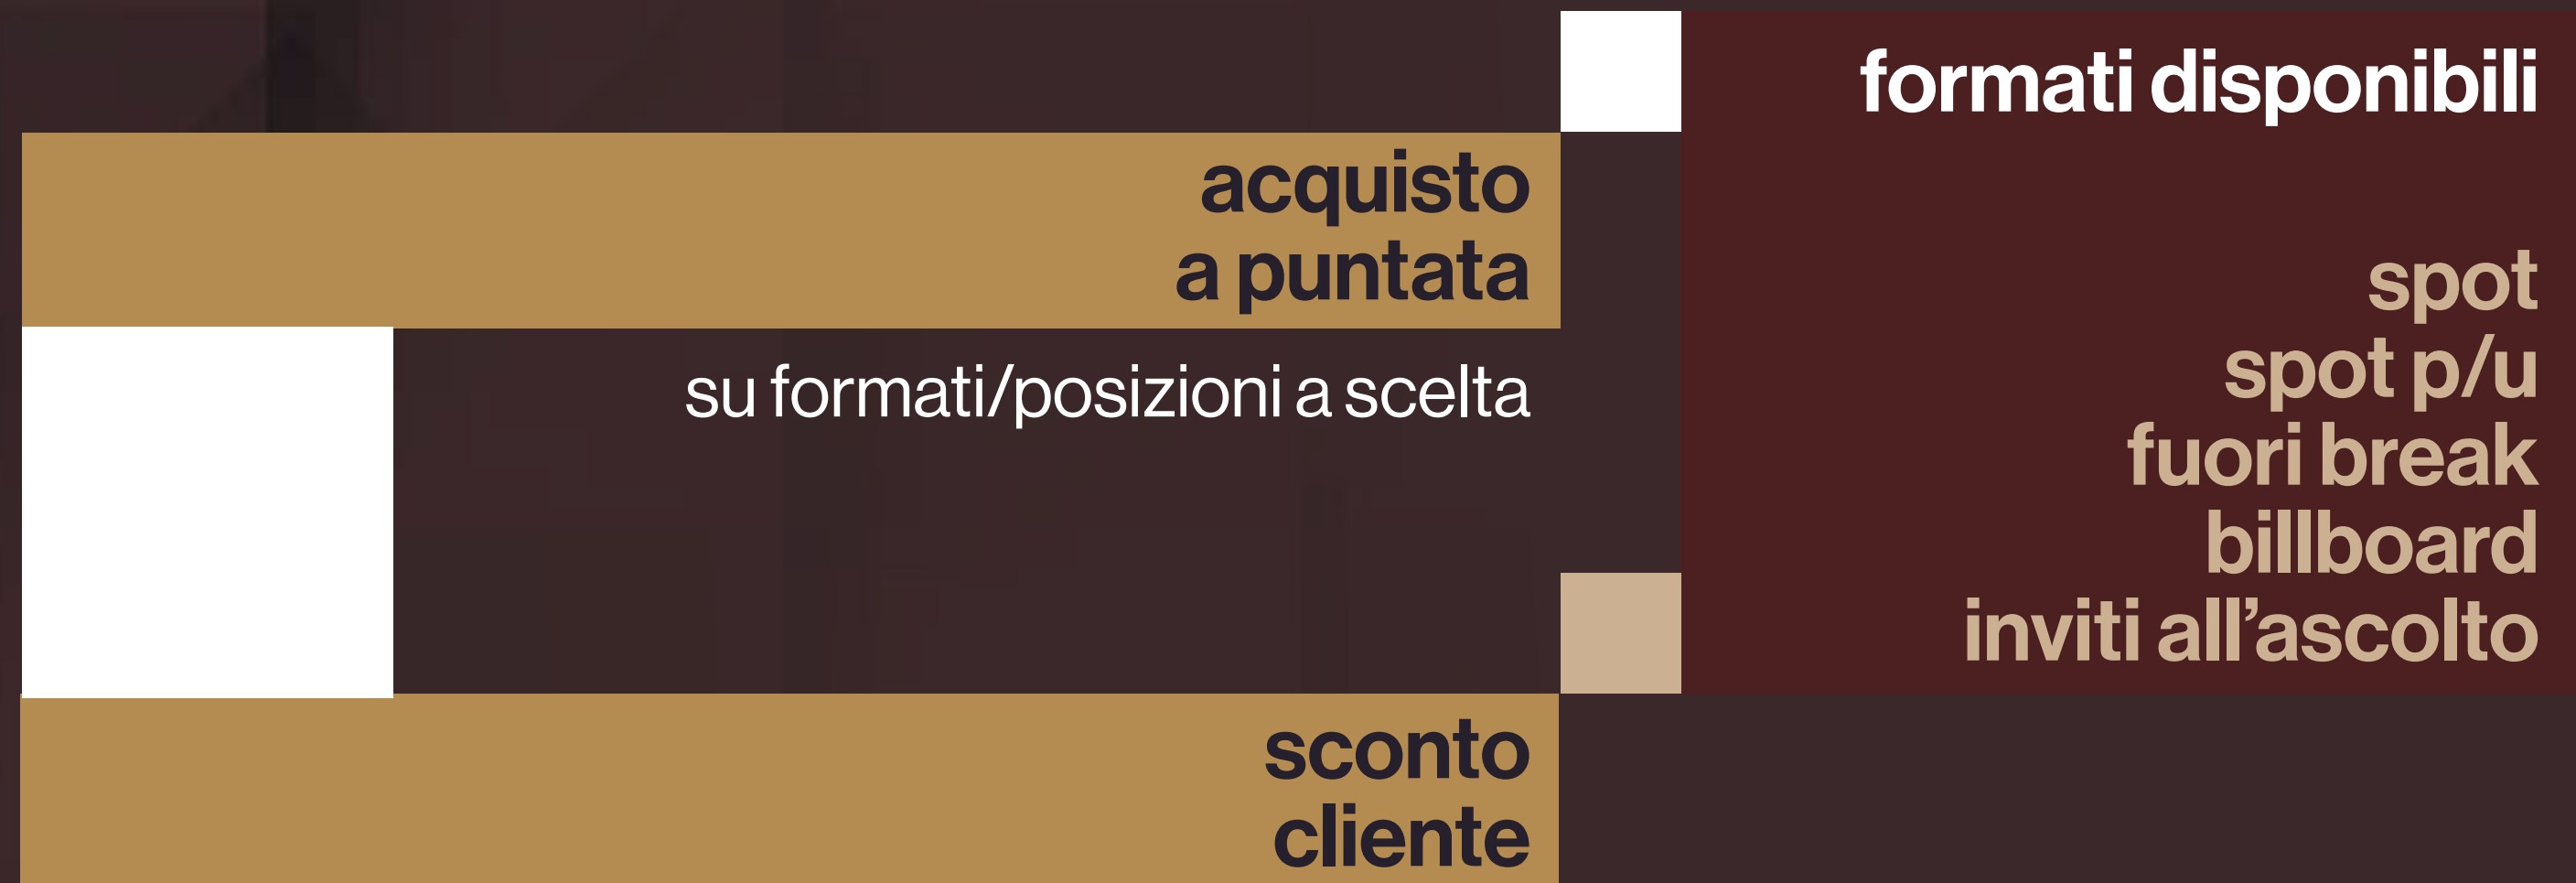 acquisto
a puntata
su formati/posizioni a scelta
sconto
cliente
formati disponibili
spot
spot p/u
fuori break
billboard
inviti all’ascolto